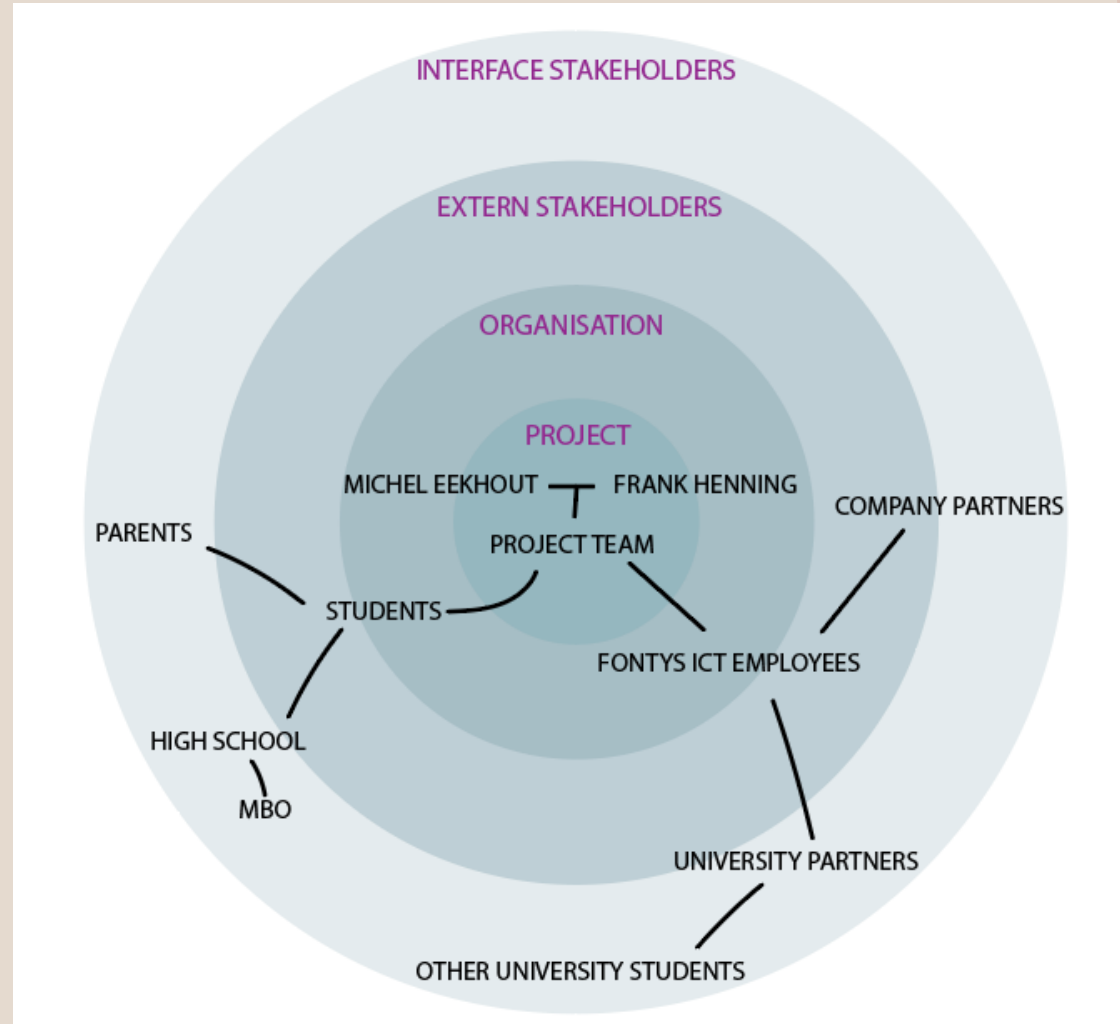 INTERFACE STAKEHOLDERS
EXTERN STAKEHOLDERS
ORGANISATION
PROJECT
MICHEL EEKHOUT
FRANK HENNING
COMPANY PARTNERS
PARENTS
PROJECT TEAM
STUDENTS
FONTYS ICT EMPLOYEES
HIGH SCHOOL
MBO
UNIVERSITY PARTNERS
OTHER UNIVERSITY STUDENTS